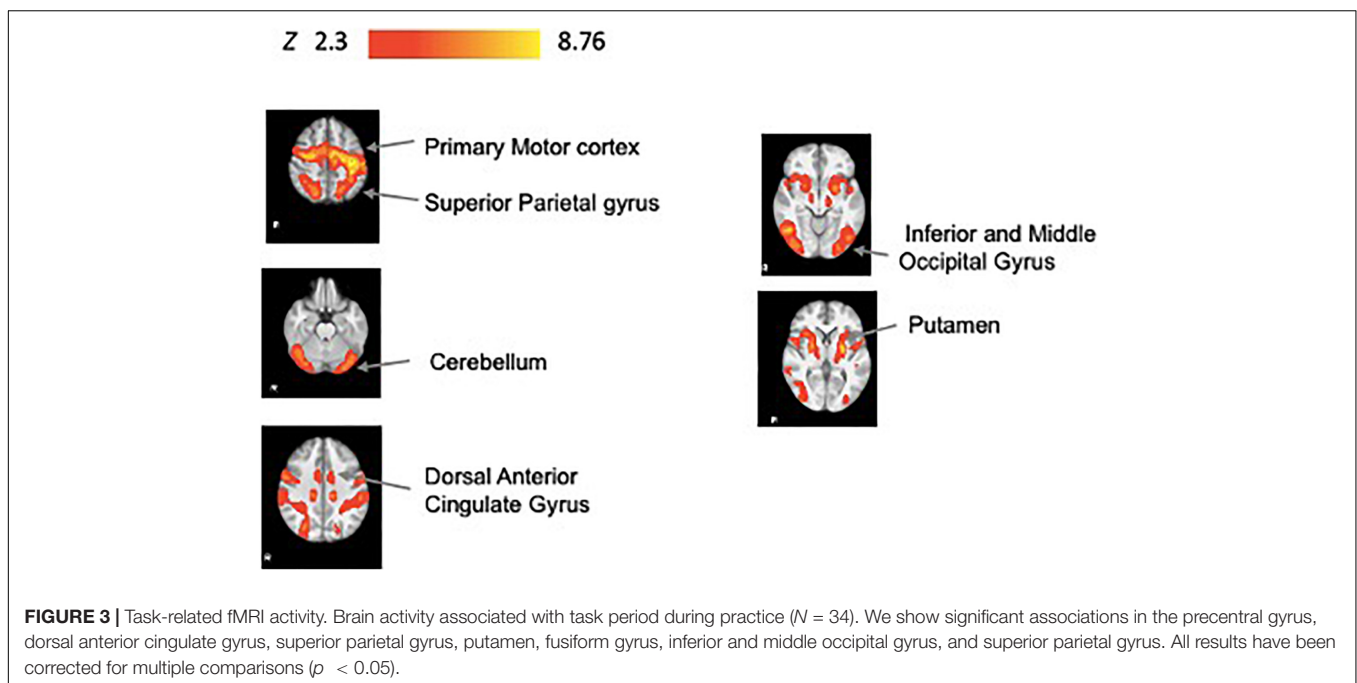 Z 2.3 8.76
Primary Motor cortex
Superior Parietal gyrus
Cerebellum
Dorsal Anterior
Cingulate Gyrus
Inferior and Middle
Occipital Gyrus
Putamen
FIGURE 3 | Task-related fMRI activity. Brain activity associated with task period during practice (N = 34). We show significant associations in the precentral gyrus,
dorsal anterior cingulate gyrus, superior parietal gyrus, putamen, fusiform gyrus, inferior and middle occipital gyrus, and superior parietal gyrus. All results have been
corrected for multiple comparisons (p < 0.05).